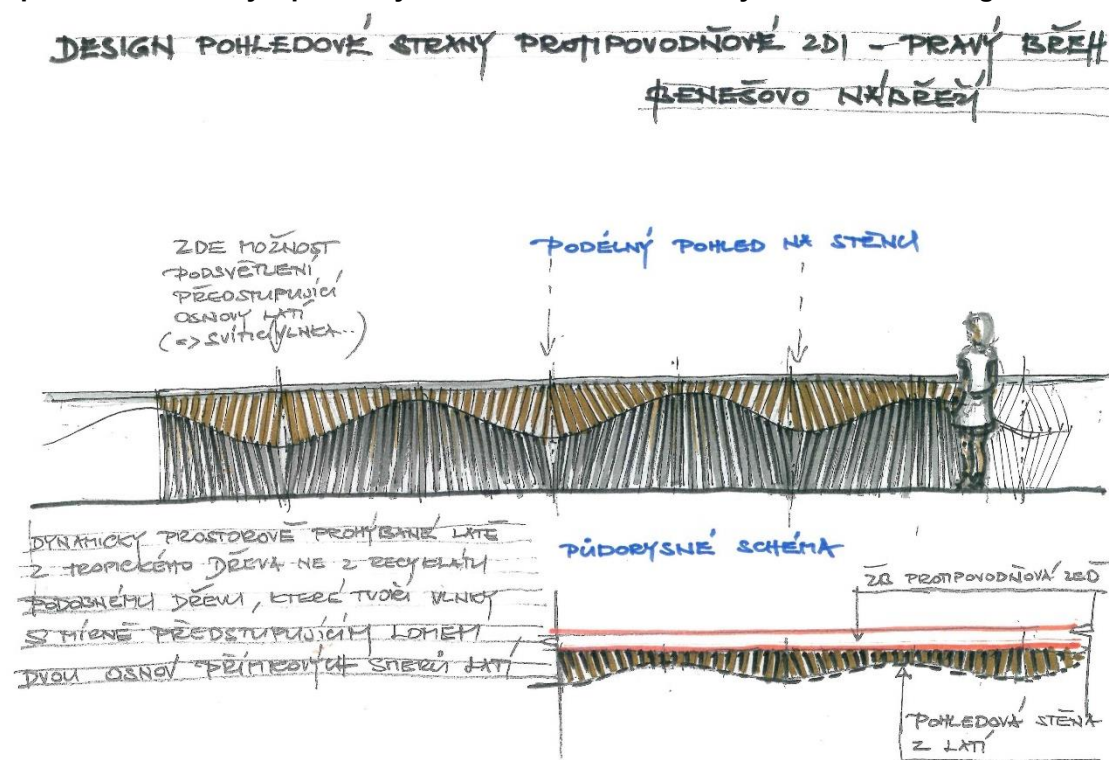 DESIGN POHLEDOVÉ STRANY PROTIPOVODŇOVÉ ZDI - PRAVÝ BŘEH
BENEŠOVO NÁBŘEŽÍ
ZDE MOŽNOST
PODSVĚTLENÍ
PŘEDSTUPUJÍCÍ
OSNOVY LATÍ
(=> SVÍTICÍ VLNKA...)
PODÉLNÝ POHLED NA STĚNU
DYNAMICKY PROSTOROVĚ PROHÝBANÉ LATĚ
Z TROPICKÉHO DŘEVA NE Z RECYKLÁTU
PODOBNÉMU DŘEVU, KTERÉ TVOŘÍ VLNKY
S MÍRNĚ PŘEDSTUPUJÍCÍM LOMEM
DVOU OSNOV PŘÍMKOVÝCH SMĚRŮ LATÍ
PŮDORYSNÉ SCHÉMA
ŽB PROTIPOVODŇOVÁ ZEĎ
POHLEDOVÁ STĚNA
Z LATÍ